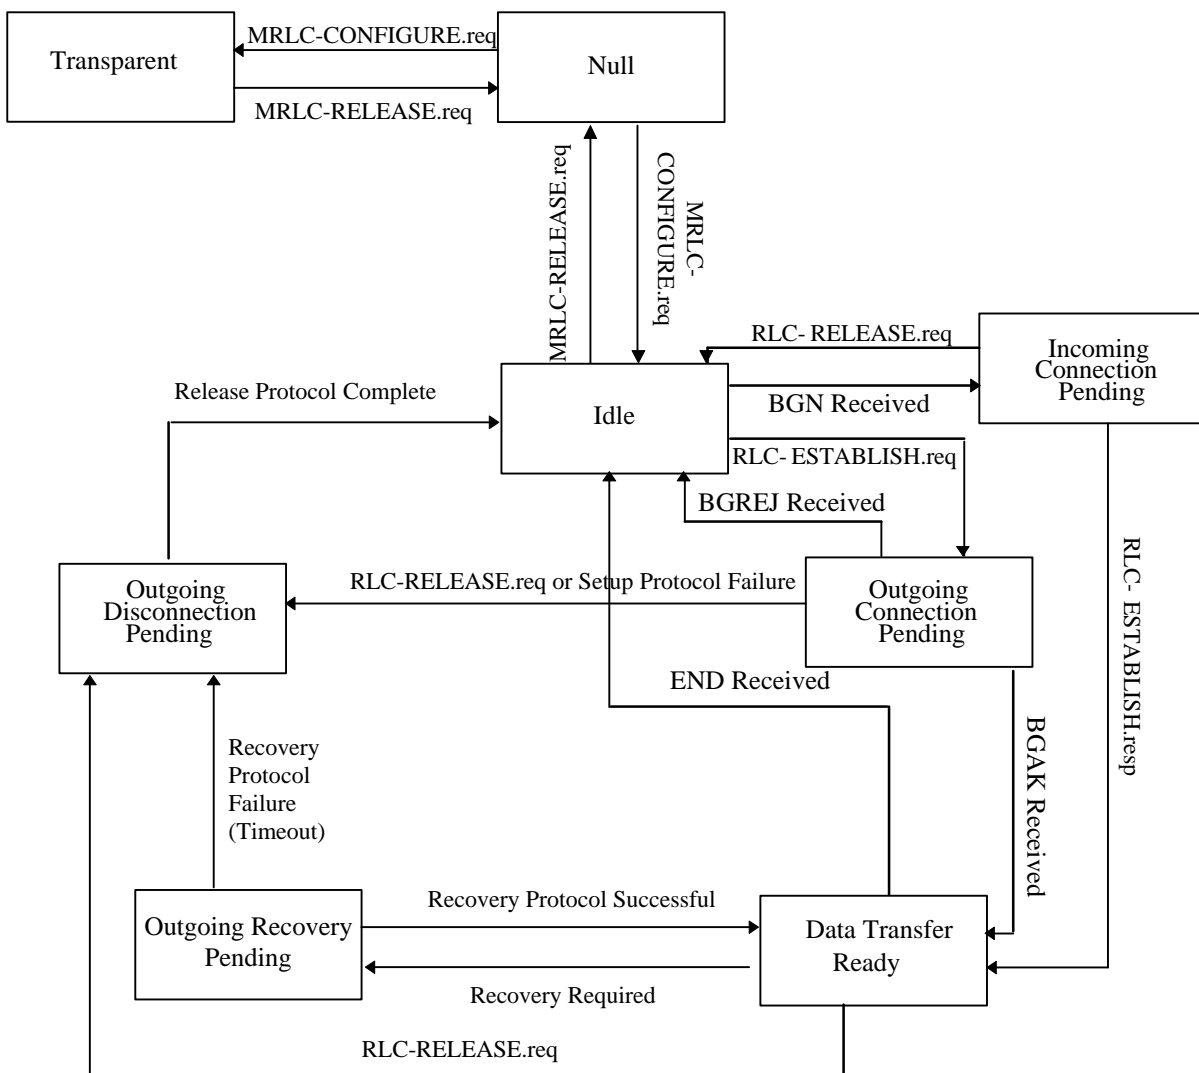 MRLC-CONFIGURE.req
Transparent
Null
MRLC-RELEASE.req
MRLC-RELEASE.req
MRLC-
CONFIGURE.req
RLC- RELEASE.req
Incoming
Connection
Pending
Release Protocol Complete
BGN Received
Idle
RLC- ESTABLISH.req
BGREJ Received
RLC- ESTABLISH.resp
Outgoing
Disconnection
Pending
RLC-RELEASE.req or Setup Protocol Failure
Outgoing
Connection
Pending
END Received
BGAK Received
Recovery
Protocol
Failure
(Timeout)
Recovery Protocol Successful
Outgoing Recovery
Pending
Data Transfer
Ready
Recovery Required
RLC-RELEASE.req